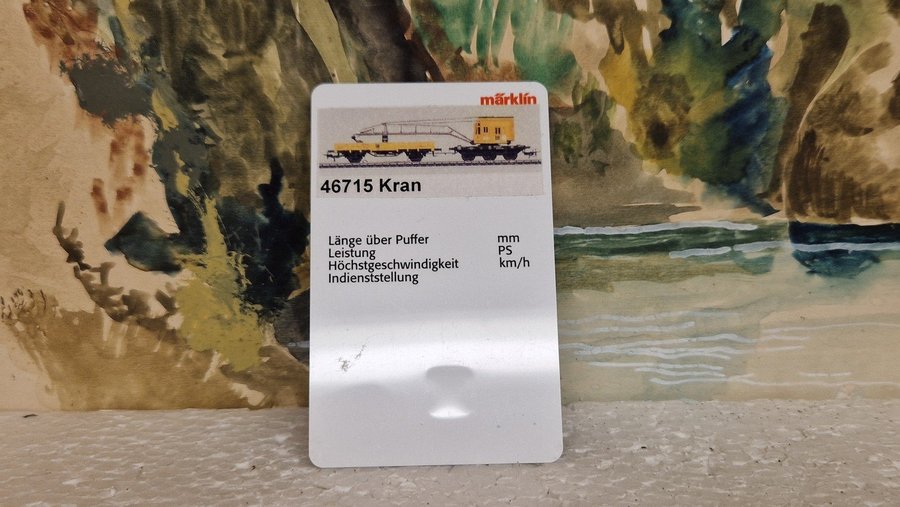 märklin
46715 Kran
Länge über Puffer mm
Leistung PS
Höchstgeschwindigkeit km/h
Indienststellung